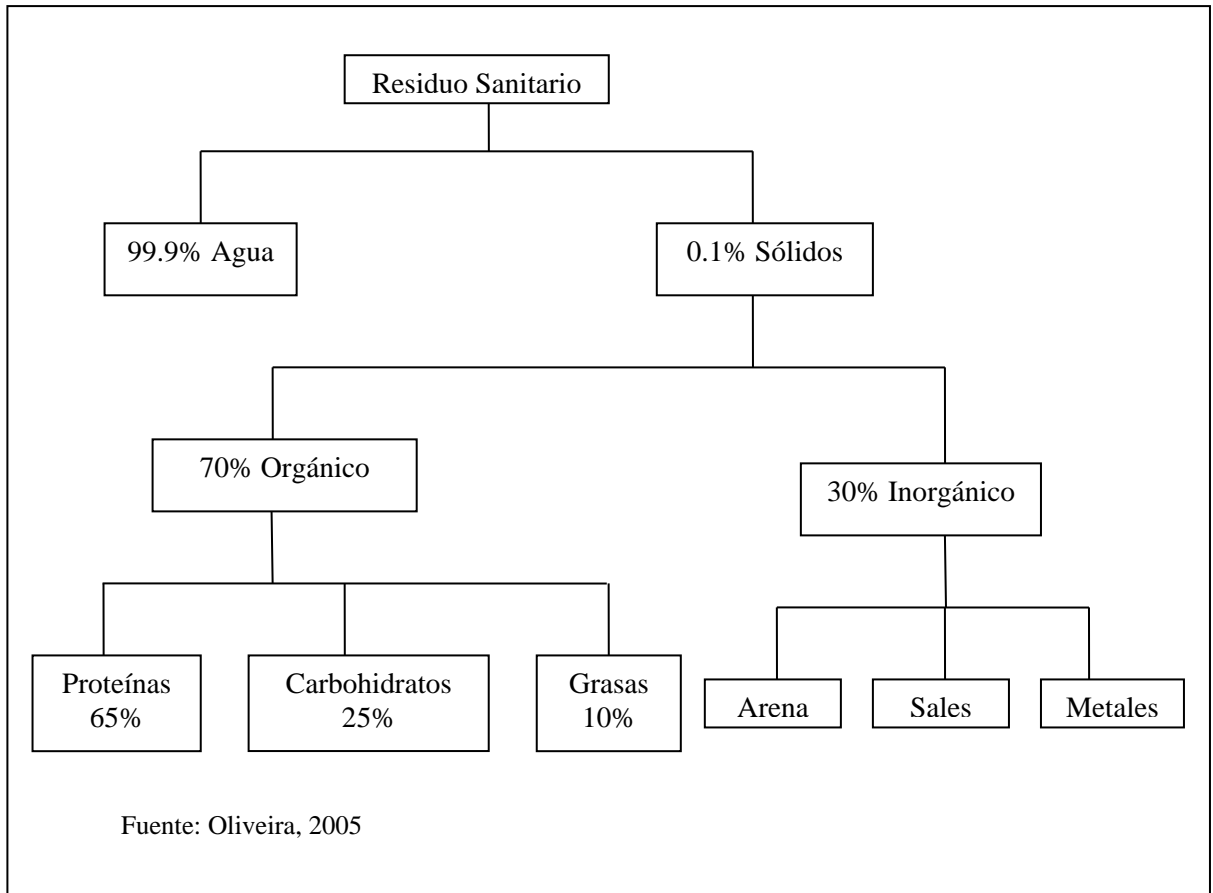 Residuo Sanitario
99.9% Agua
0.1% Sólidos
70% Orgánico
30% Inorgánico
Proteínas
65%
Carbohidratos
25%
Grasas
10%
Arena
Sales
Metales
Fuente: Oliveira, 2005